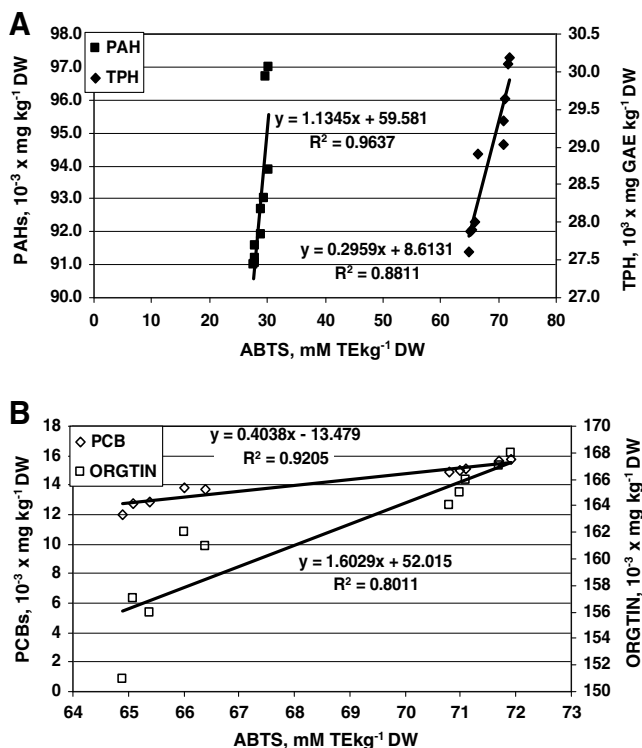 A
PAH
TPH
98.0
97.0
96.0
95.0
94.0
93.0
92.0
91.0
90.0
PAHs, 10⁻³ x mg kg⁻¹ DW
y = 1.1345x + 59.581
R² = 0.9637
y = 0.2959x + 8.6131
R² = 0.8811
30.5
30.0
29.5
29.0
28.5
28.0
27.5
27.0
TPH, 10³ x mg GAE kg⁻¹ DW
0 10 20 30 40 50 60 70 80
ABTS, mM TEkg⁻¹ DW
B
PCB
ORGTIN
18
16
14
12
10
8
6
4
2
0
PCBs, 10⁻³ x mg kg⁻¹ DW
y = 0.4038x - 13.479
R² = 0.9205
y = 1.6029x + 52.015
R² = 0.8011
170
168
166
164
162
160
158
156
154
152
150
ORGTIN, 10⁻³ x mg kg⁻¹ DW
64 65 66 67 68 69 70 71 72 73
ABTS, mM TEkg⁻¹ DW